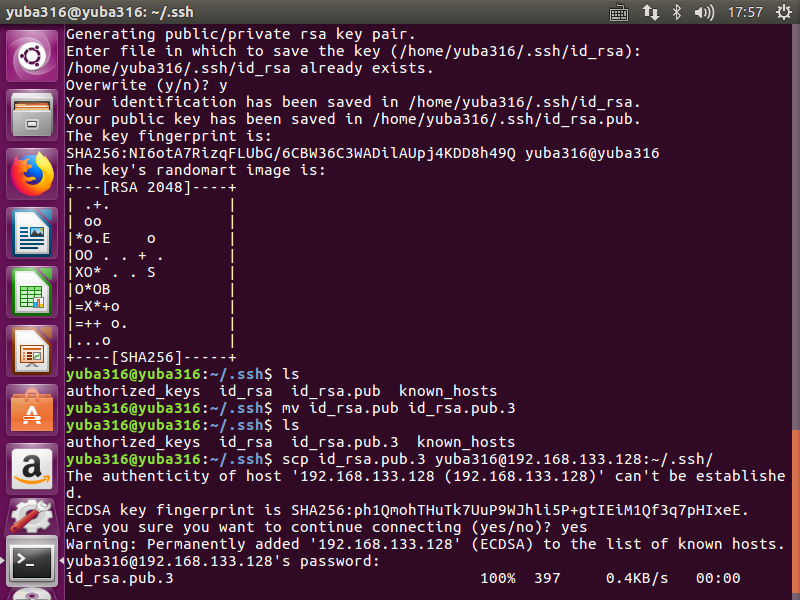 yuba316@yuba316: ~/.ssh
17:57
Generating public/private rsa key pair.
Enter file in which to save the key (/home/yuba316/.ssh/id_rsa):
/home/yuba316/.ssh/id_rsa already exists.
Overwrite (y/n)? y
Your identification has been saved in /home/yuba316/.ssh/id_rsa.
Your public key has been saved in /home/yuba316/.ssh/id_rsa.pub.
The key fingerprint is:
SHA256:NI6otA7RizqFLUbG/6CBW36C3WADilAUpj4KDD8h49Q yuba316@yuba316
The key's randomart image is:
+---[RSA 2048]----+
| .+.             |
| oo              |
|*o.E    o        |
|OO . . + .       |
|XO* . . S        |
|O*OB             |
|=X*+o            |
|=++ o.           |
|...o             |
+----[SHA256]-----+
yuba316@yuba316:~/.ssh$ ls
authorized_keys  id_rsa  id_rsa.pub  known_hosts
yuba316@yuba316:~/.ssh$ mv id_rsa.pub id_rsa.pub.3
yuba316@yuba316:~/.ssh$ ls
authorized_keys  id_rsa  id_rsa.pub.3  known_hosts
yuba316@yuba316:~/.ssh$ scp id_rsa.pub.3 yuba316@192.168.133.128:~/.ssh/
The authenticity of host '192.168.133.128 (192.168.133.128)' can't be establishe
d.
ECDSA key fingerprint is SHA256:ph1QmohTHuTk7UuP9WJhli5P+gtIEiM1Qf3q7pHIxeE.
Are you sure you want to continue connecting (yes/no)? yes
Warning: Permanently added '192.168.133.128' (ECDSA) to the list of known hosts.
yuba316@192.168.133.128's password:
id_rsa.pub.3                                  100%  397     0.4KB/s   00:00